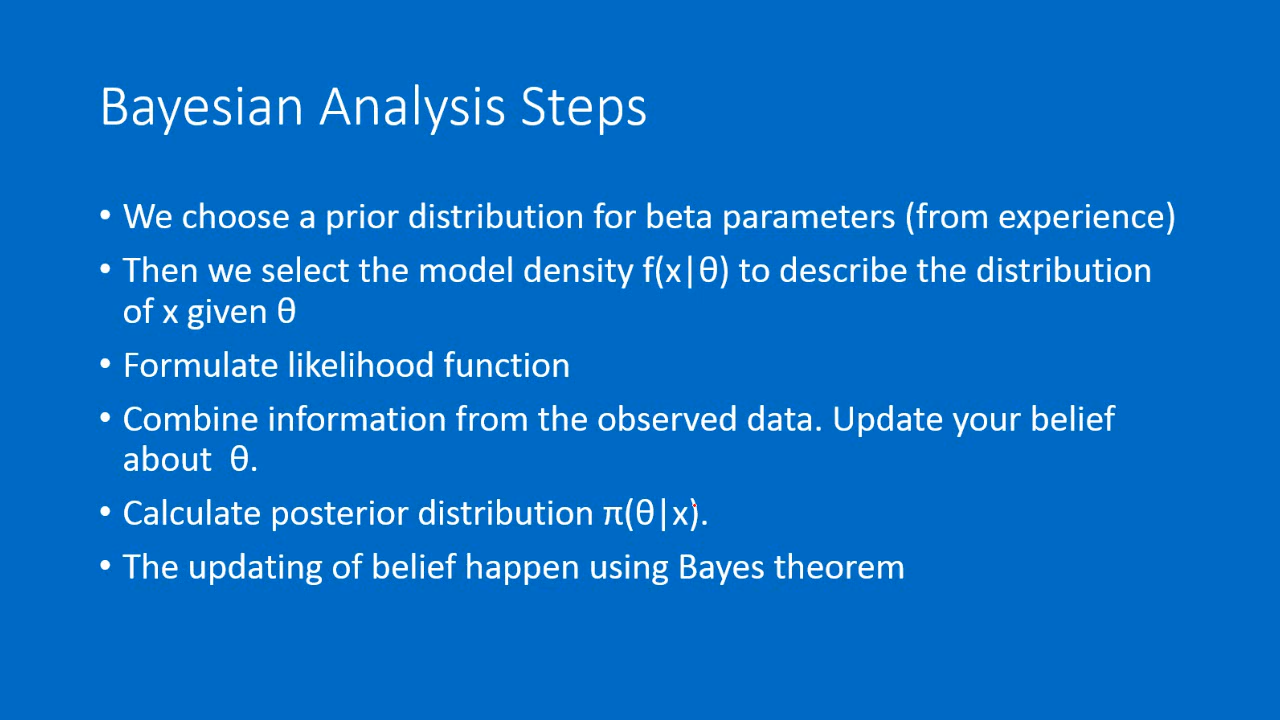 Bayesian Analysis Steps
• We choose a prior distribution for beta parameters (from experience)
• Then we select the model density f(x|θ) to describe the distribution
of x given θ
• Formulate likelihood function
• Combine information from the observed data. Update your belief
about  θ.
• Calculate posterior distribution π(θ|x).
• The updating of belief happen using Bayes theorem